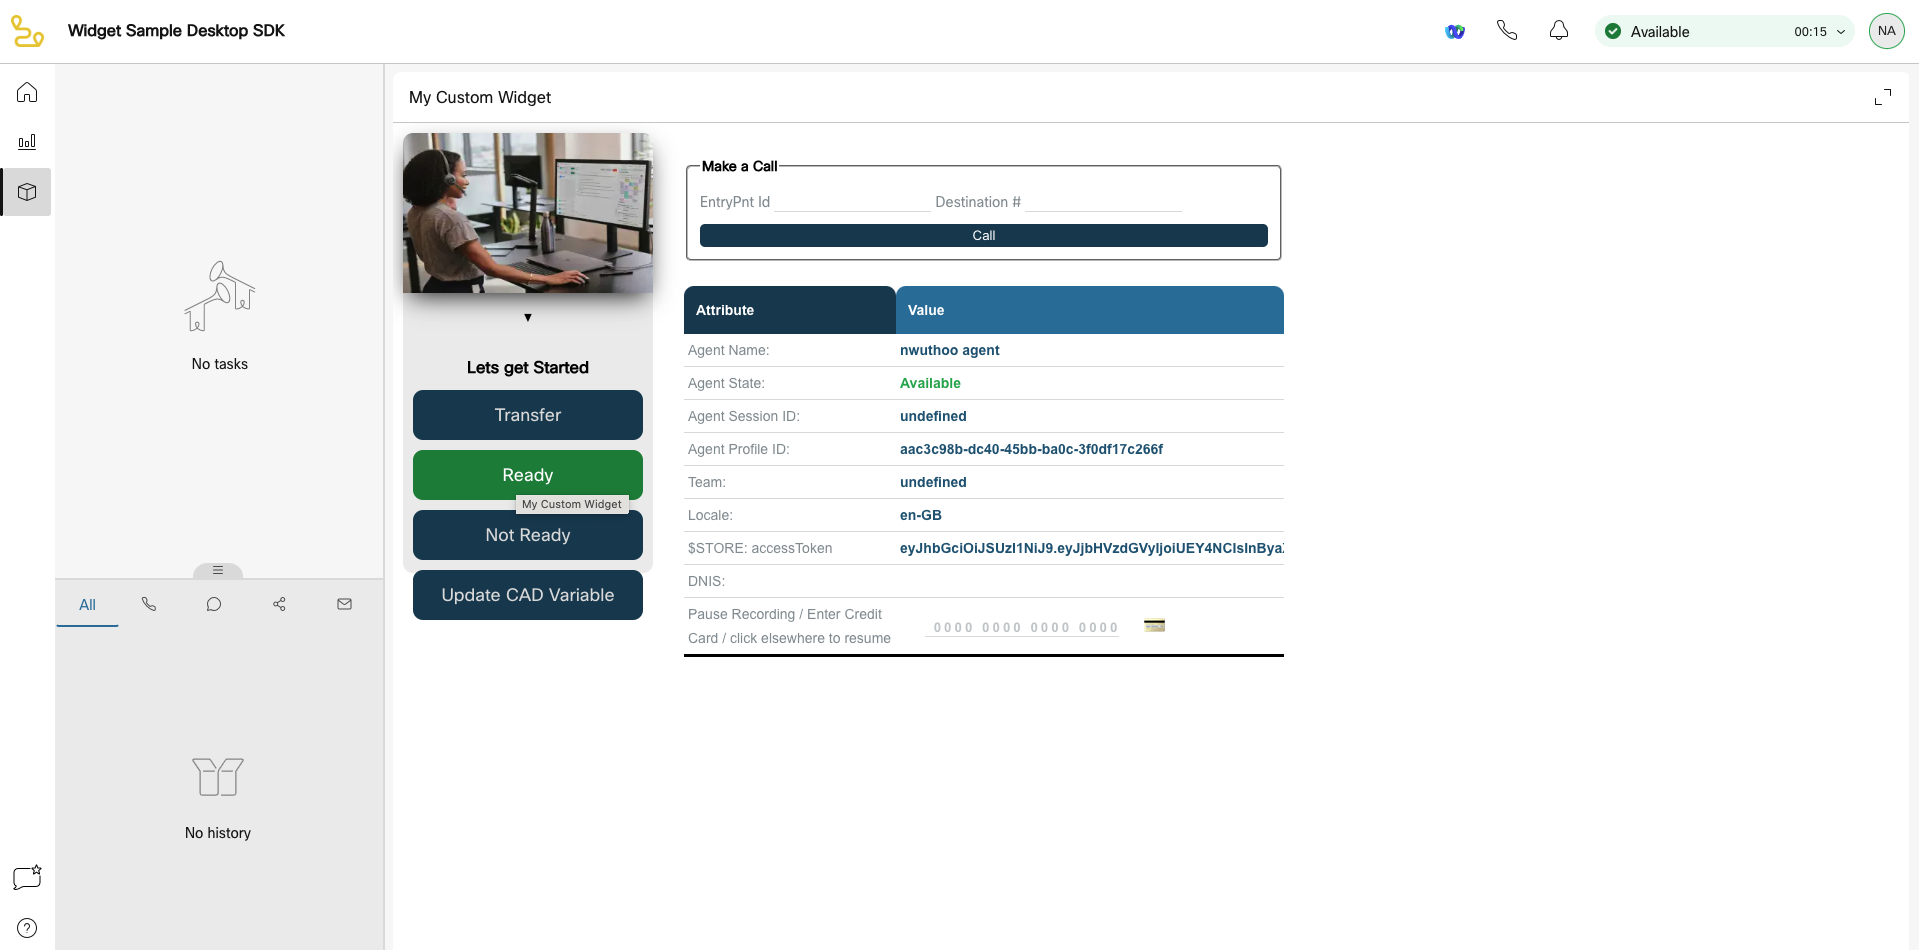 Widget Sample Desktop SDK
Available
00:15
NA
No tasks
All
No history
My Custom Widget
Lets get Started
Transfer
Ready
My Custom Widget
Not Ready
Update CAD Variable
Make a Call
EntryPnt Id
Destination #
Call
Attribute Value
Agent Name: nwuthoo agent
Agent State: Available
Agent Session ID: undefined
Agent Profile ID: aac3c98b-dc40-45bb-ba0c-3f0df17c266f
Team: undefined
Locale: en-GB
$STORE: accessToken eyJhbGciOiJSUzI1NiJ9.eyJjbHVzdGVyIjoiUEY4NCIsInBya
DNIS:
Pause Recording / Enter Credit
Card / click elsewhere to resume
0000 0000 0000 0000